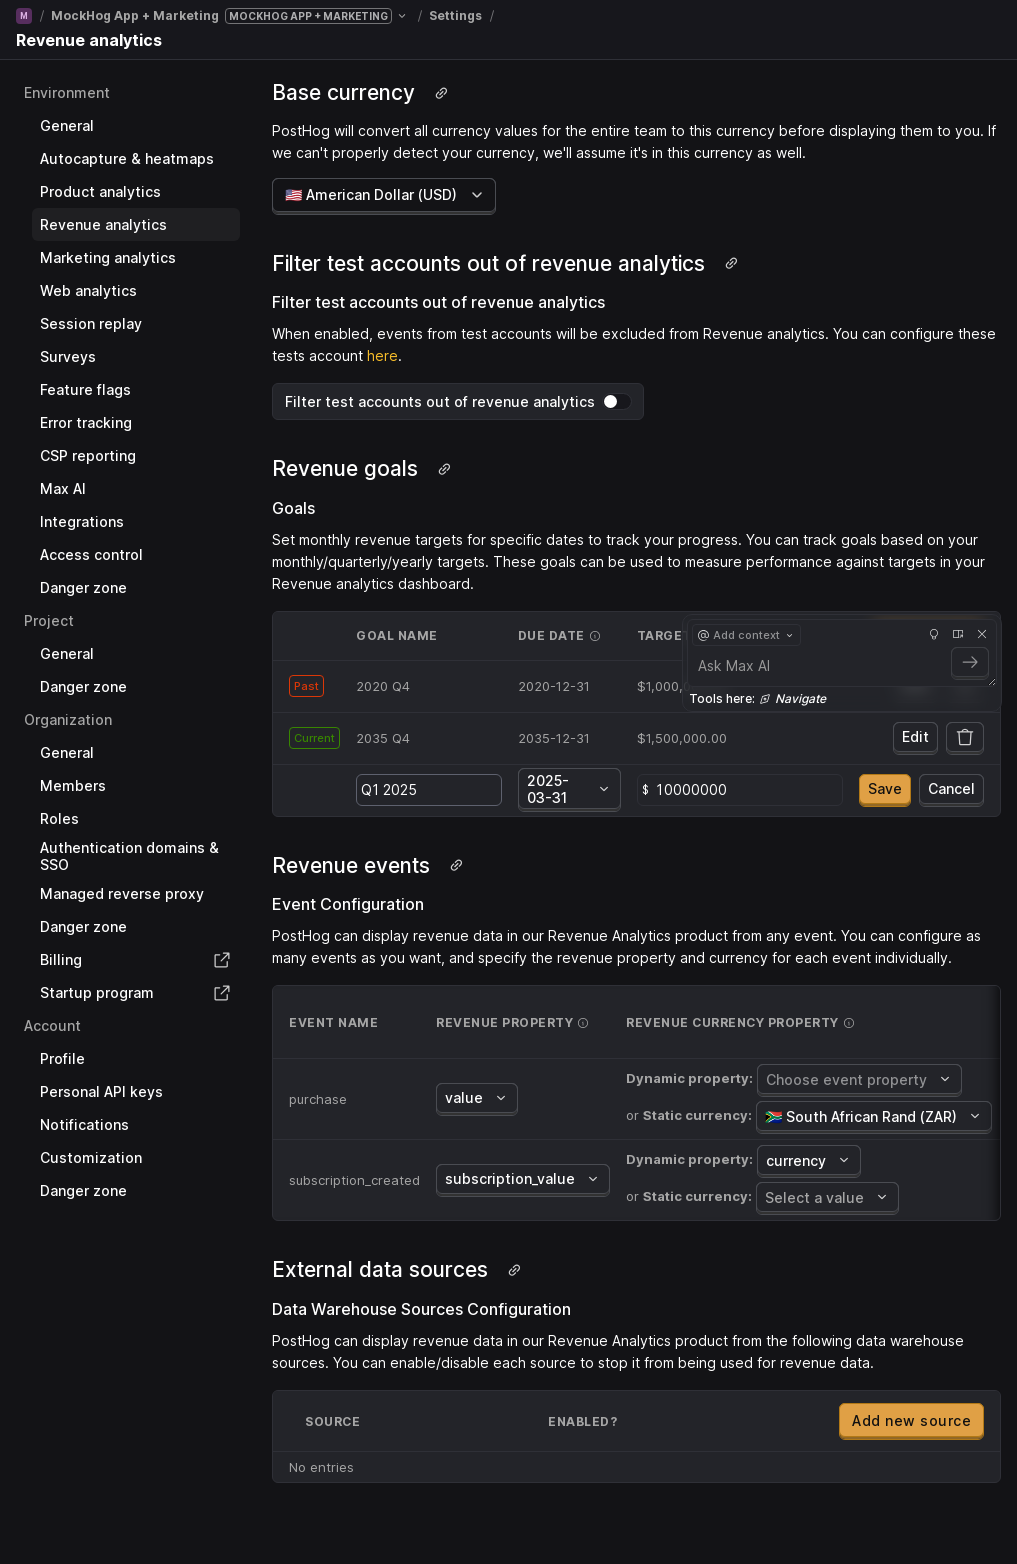 M / MockHog App + Marketing MOCKHOG APP + MARKETING / Settings /
Revenue analytics
Environment
General
Autocapture & heatmaps
Product analytics
Revenue analytics
Marketing analytics
Web analytics
Session replay
Surveys
Feature flags
Error tracking
CSP reporting
Max AI
Integrations
Access control
Danger zone
Project
General
Danger zone
Organization
General
Members
Roles
Authentication domains &
SSO
Managed reverse proxy
Danger zone
Billing
Startup program
Account
Profile
Personal API keys
Notifications
Customization
Danger zone
Base currency
PostHog will convert all currency values for the entire team to this currency before displaying them to you. If
we can't properly detect your currency, we'll assume it's in this currency as well.
🇺🇸 American Dollar (USD)
Filter test accounts out of revenue analytics
Filter test accounts out of revenue analytics
When enabled, events from test accounts will be excluded from Revenue analytics. You can configure these
tests account here.
Filter test accounts out of revenue analytics
Revenue goals
Goals
Set monthly revenue targets for specific dates to track your progress. You can track goals based on your
monthly/quarterly/yearly targets. These goals can be used to measure performance against targets in your
Revenue analytics dashboard.
GOAL NAME DUE DATE TARGE
@ Add context
Ask Max AI
Tools here: Navigate
Past 2020 Q4 2020-12-31 $1,000,
Current 2035 Q4 2035-12-31 $1,500,000.00 Edit
Q1 2025 2025-
03-31 $ 10000000 Save Cancel
Revenue events
Event Configuration
PostHog can display revenue data in our Revenue Analytics product from any event. You can configure as
many events as you want, and specify the revenue property and currency for each event individually.
EVENT NAME REVENUE PROPERTY REVENUE CURRENCY PROPERTY
purchase value Dynamic property: Choose event property
or Static currency: 🇿🇦 South African Rand (ZAR)
subscription_created subscription_value Dynamic property: currency
or Static currency: Select a value
External data sources
Data Warehouse Sources Configuration
PostHog can display revenue data in our Revenue Analytics product from the following data warehouse
sources. You can enable/disable each source to stop it from being used for revenue data.
SOURCE ENABLED? Add new source
No entries